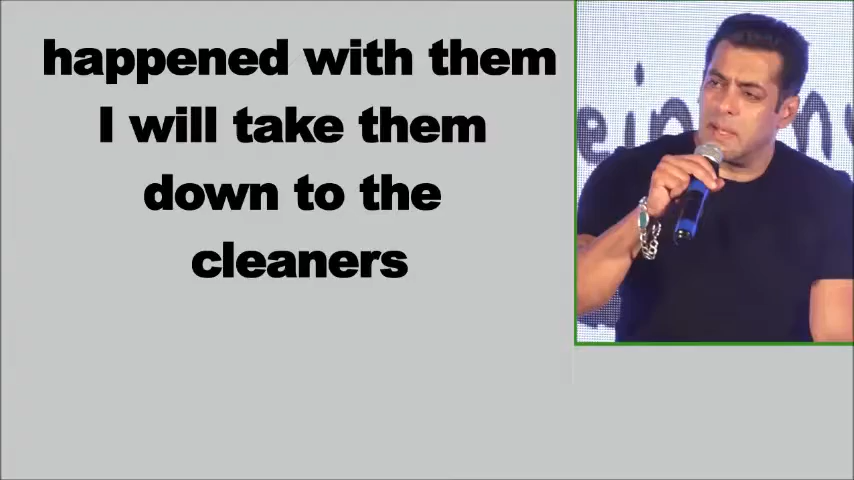 happened with them
I will take them
down to the
cleaners